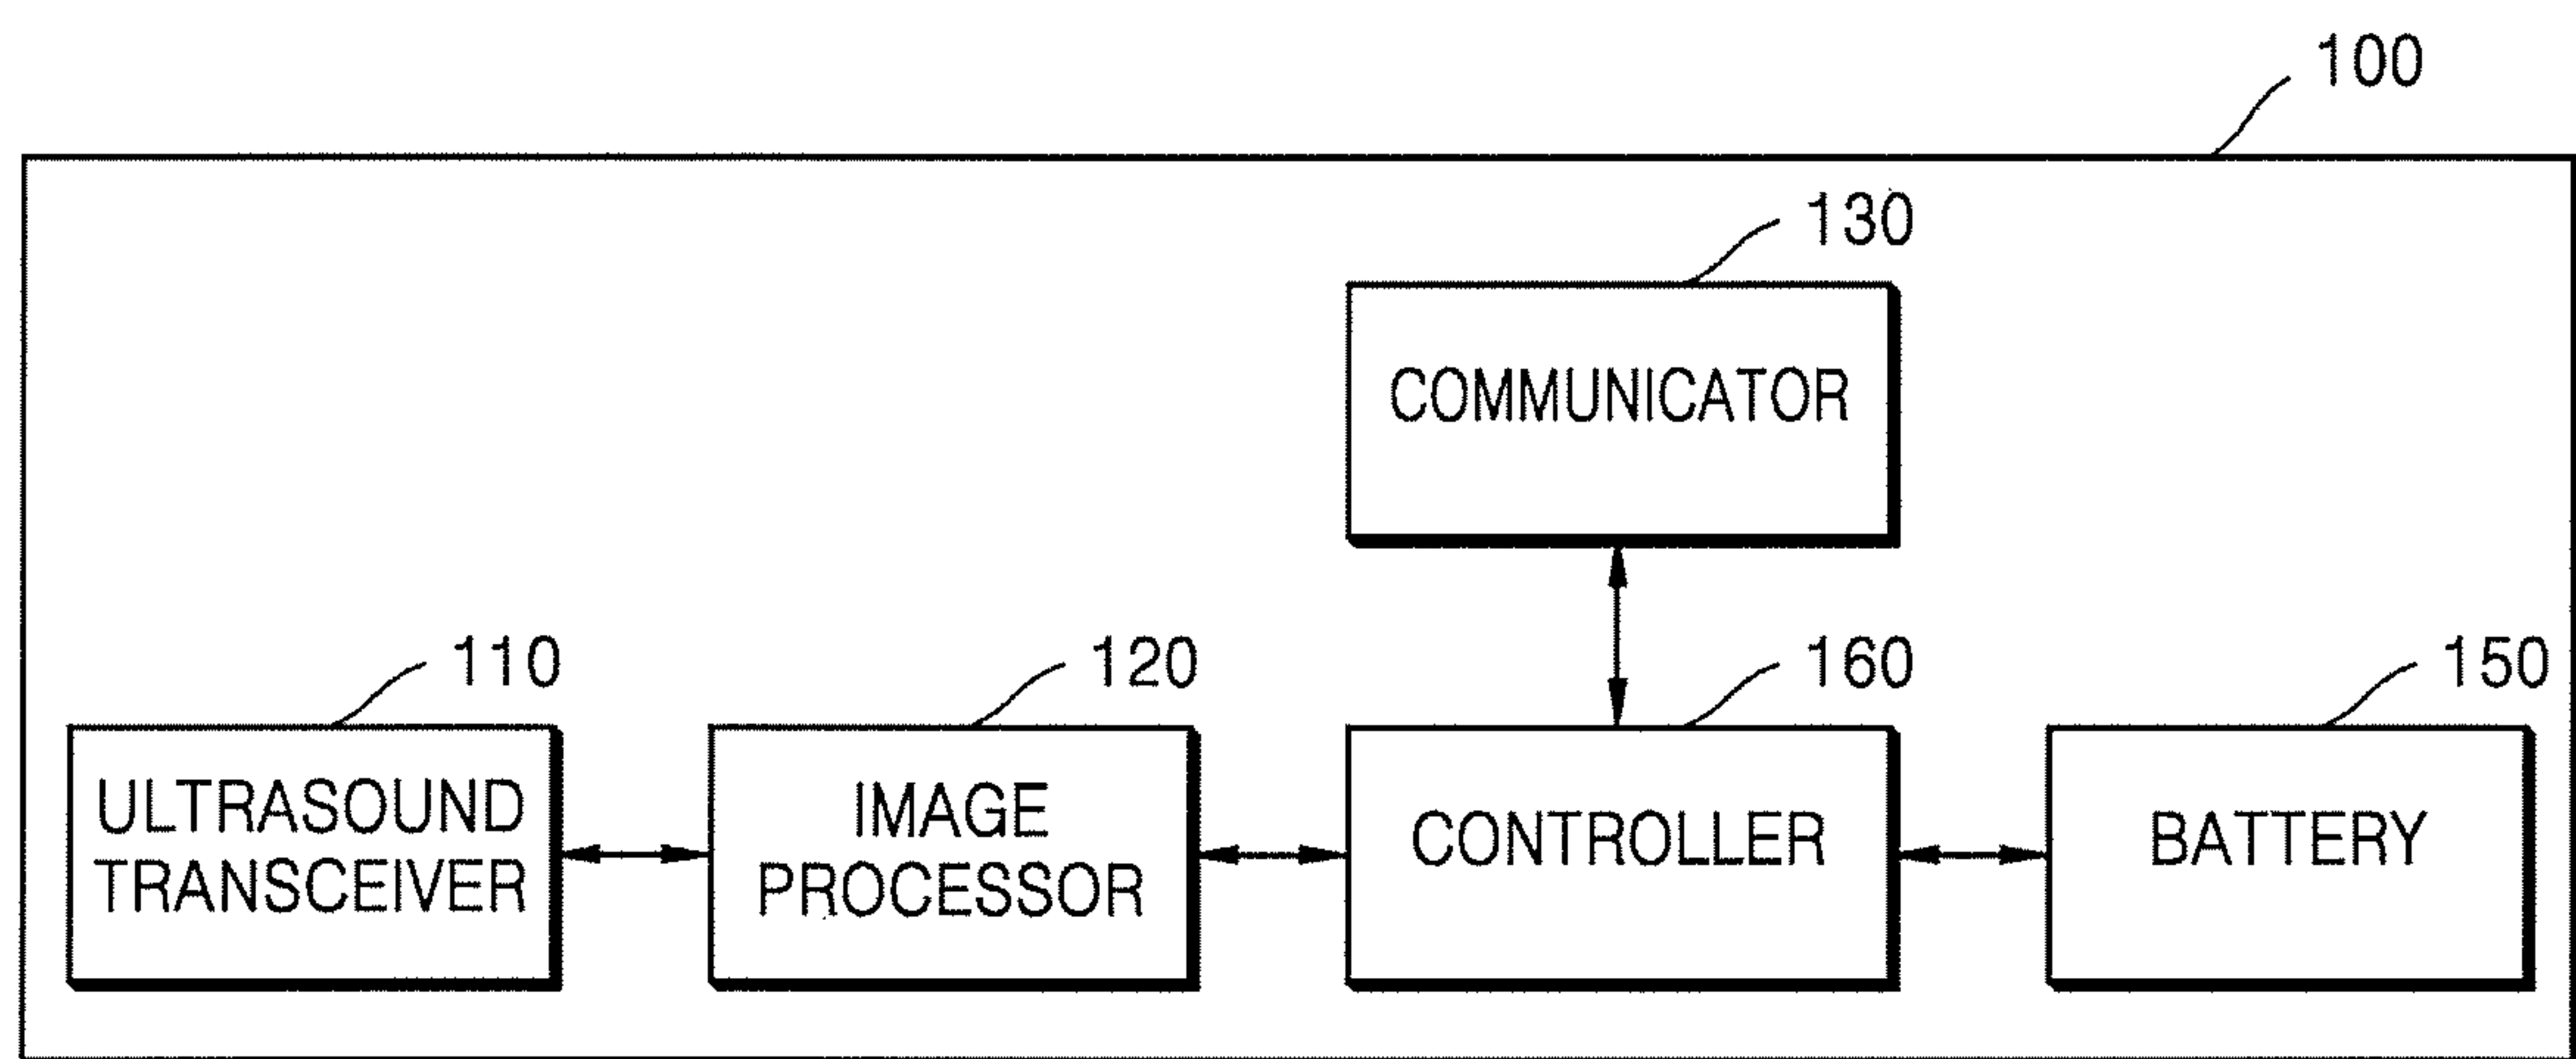 100
130
COMMUNICATOR
110
120
160
150
ULTRASOUND
TRANSCEIVER
IMAGE
PROCESSOR
CONTROLLER
BATTERY